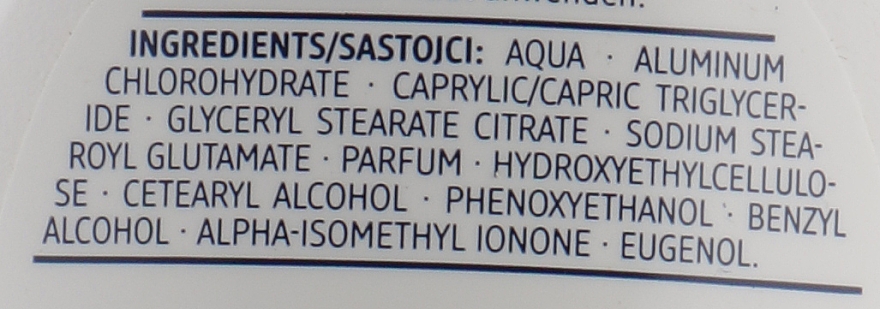 INGREDIENTS/SASTOJCI: AQUA · ALUMINUM
CHLOROHYDRATE · CAPRYLIC/CAPRIC TRIGLYCER-
IDE · GLYCERYL STEARATE CITRATE · SODIUM STEA-
ROYL GLUTAMATE · PARFUM · HYDROXYETHYLCELLULO-
SE · CETEARYL ALCOHOL · PHENOXYETHANOL · BENZYL
ALCOHOL · ALPHA-ISOMETHYL IONONE · EUGENOL.